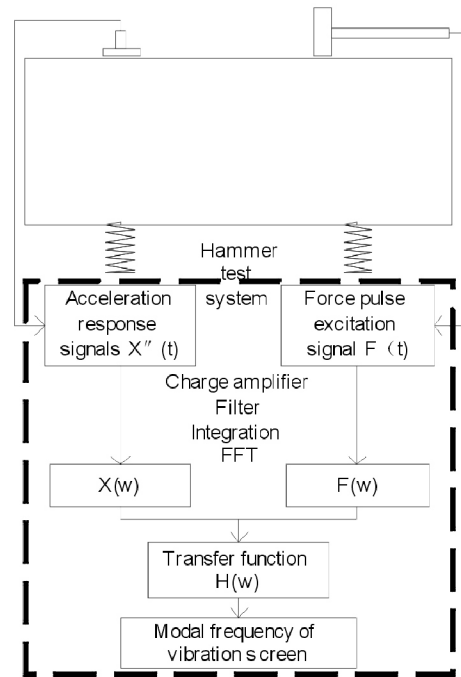 Hammer
test
system
Acceleration
response
signals X″ (t)
Force pulse
excitation
signal F（t)
Charge amplifier
Filter
Integration
FFT
X(w)
F(w)
Transfer function
H(w)
Modal frequency of
vibration screen